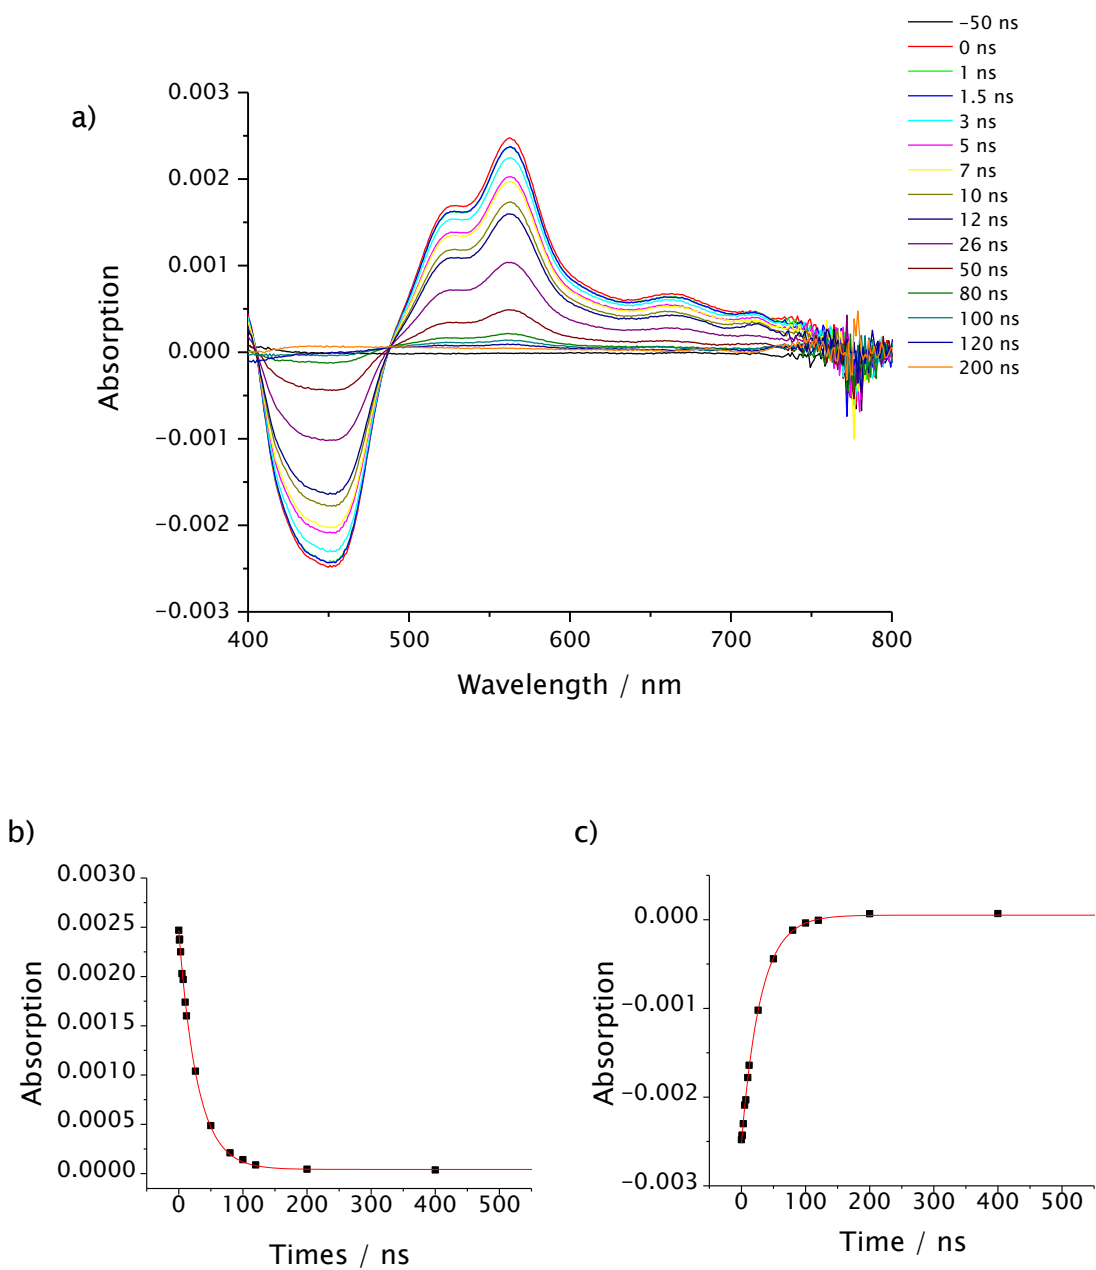 a)
−50 ns
0 ns
1 ns
1.5 ns
3 ns
5 ns
7 ns
10 ns
12 ns
26 ns
50 ns
80 ns
100 ns
120 ns
200 ns
0.003
0.002
0.001
0.000
−0.001
−0.002
−0.003
Absorption
400 500 600 700 800
Wavelength / nm
b)
0.0030
0.0025
0.0020
0.0015
0.0010
0.0005
0.0000
Absorption
0 100 200 300 400 500
Times / ns
c)
0.000
−0.001
−0.002
−0.003
Absorption
0 100 200 300 400 500
Time / ns